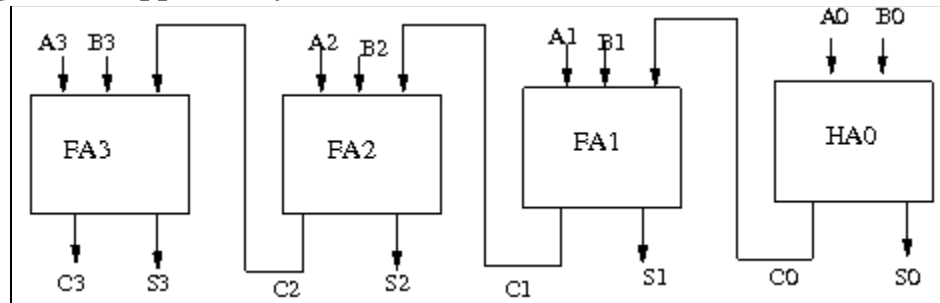 A3 B3 A2 B2 A1 B1 A0 B0
FA3 FA2 FA1 HA0
C3 S3 C2 S2 C1 S1 C0 S0